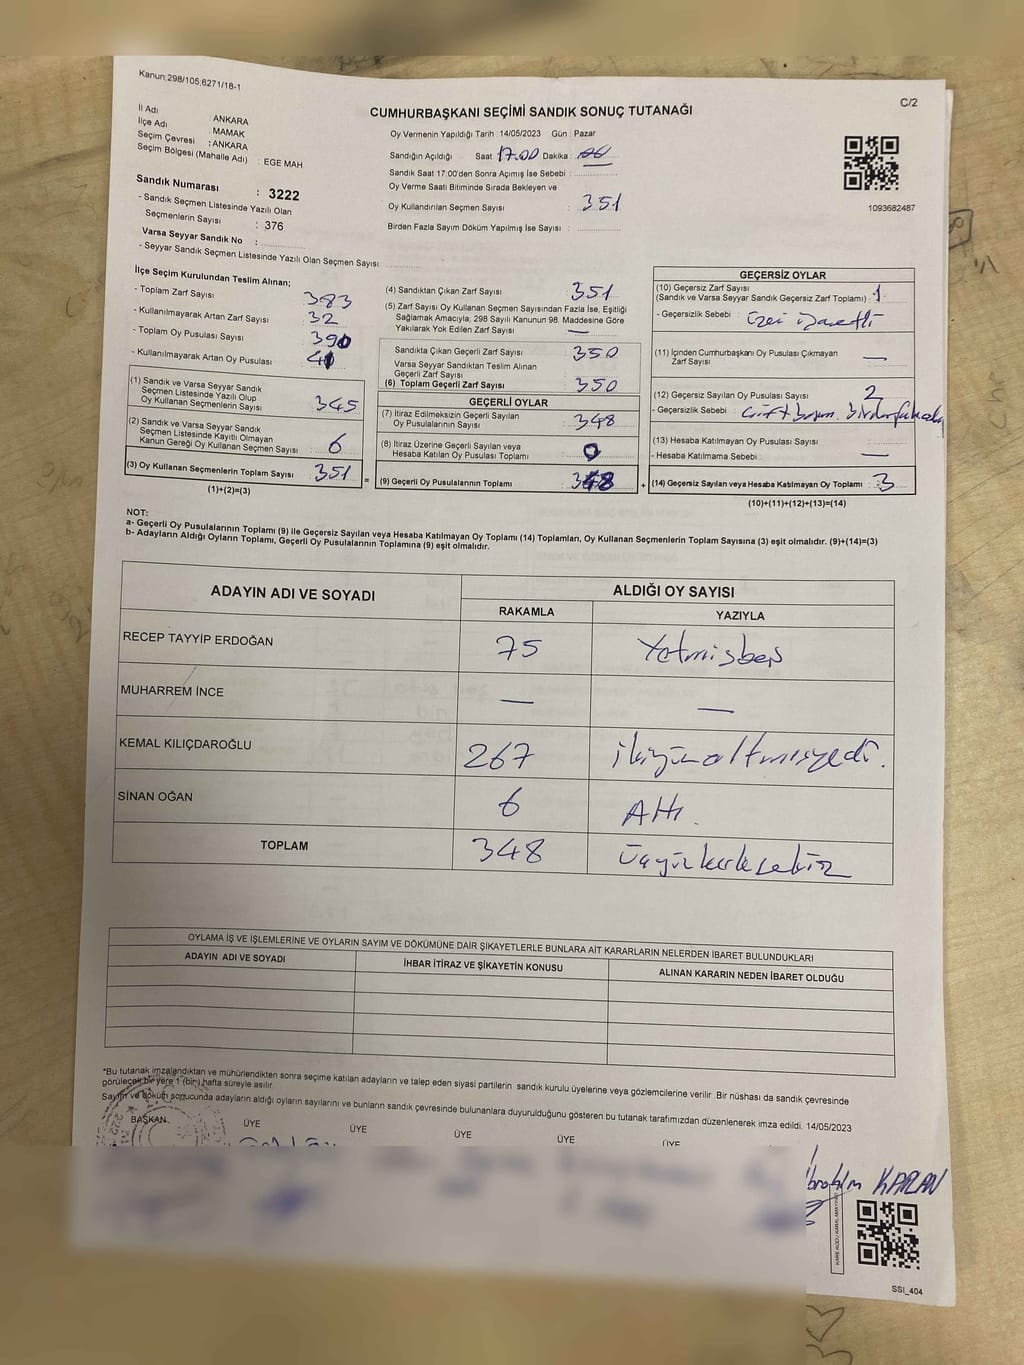 Kanun:298/105;6271/18-1
C/2
CUMHURBAŞKANI SEÇİMİ SANDIK SONUÇ TUTANAĞI
İl Adı ANKARA
İlçe Adı : MAMAK
Seçim Çevresi : ANKARA
Seçim Bölgesi (Mahalle Adı) : EGE MAH
Sandık Numarası : 3222
- Sandık Seçmen Listesinde Yazılı Olan
Seçmenlerin Sayısı : 376
Varsa Seyyar Sandık No :
- Seyyar Sandık Seçmen Listesinde Yazılı Olan Seçmen Sayısı:
Oy Vermenin Yapıldığı Tarih : 14/05/2023 Gün : Pazar
Sandığın Açıldığı Saat 17.00 Dakika : 00
Sandık Saat 17:00'den Sonra Açımış İse Sebebi :
Oy Verme Saati Bitiminde Sırada Bekleyen ve
Oy Kullandırılan Seçmen Sayısı : 351
Birden Fazla Sayım Döküm Yapılmış İse Sayısı :
1093682487
İlçe Seçim Kurulundan Teslim Alınan;
- Toplam Zarf Sayısı 383
- Kullanılmayarak Artan Zarf Sayısı 32
- Toplam Oy Pusulası Sayısı 390
- Kullanılmayarak Artan Oy Pusulası
(1) Sandık ve Varsa Seyyar Sandık
Seçmen Listesinde Yazılı Olup
Oy Kullanan Seçmenlerin Sayısı 345
(2) Sandık ve Varsa Seyyar Sandık
Seçmen Listesinde Kayıtlı Olmayan
Kanun Gereği Oy Kullanan Seçmen Sayısı 6
(3) Oy Kullanan Seçmenlerin Toplam Sayısı 351
(1)+(2)=(3)
=
(4) Sandıktan Çıkan Zarf Sayısı 351
(5) Zarf Sayısı Oy Kullanan Seçmen Sayısından Fazla İse, Eşitliği
Sağlamak Amacıyla, 298 Sayılı Kanunun 98. Maddesine Göre
Yakılarak Yok Edilen Zarf Sayısı —
Sandıkta Çıkan Geçerli Zarf Sayısı 350
Varsa Seyyar Sandıktan Teslim Alınan
Geçerli Zarf Sayısı
(6) Toplam Geçerli Zarf Sayısı 350
GEÇERLİ OYLAR
(7) İtiraz Edilmeksizin Geçerli Sayılan
Oy Pusulalarının Sayısı 348
(8) İtiraz Üzerine Geçerli Sayılan veya
Hesaba Katılan Oy Pusulası Toplamı 0
(9) Geçerli Oy Pusulalarının Toplamı 348
+
GEÇERSİZ OYLAR
(10) Geçersiz Zarf Sayısı
(Sandık ve Varsa Seyyar Sandık Geçersiz Zarf Toplamı) : 1
- Geçersizlik Sebebi : üzeri işaretli
(11) İçinden Cumhurbaşkanı Oy Pusulası Çıkmayan
Zarf Sayısı —
(12) Geçersiz Sayılan Oy Pusulası Sayısı 2
- Geçersizlik Sebebi :
(13) Hesaba Katılmayan Oy Pusulası Sayısı
- Hesaba Katılmama Sebebi : —
(14) Geçersiz Sayılan veya Hesaba Katılmayan Oy Toplamı : 3
(10)+(11)+(12)+(13)=(14)
NOT:
a- Geçerli Oy Pusulalarının Toplamı (9) ile Geçersiz Sayılan veya Hesaba Katılmayan Oy Toplamı (14) Toplamları, Oy Kullanan Seçmenlerin Toplam Sayısına (3) eşit olmalıdır. (9)+(14)=(3)
b- Adayların Aldığı Oyların Toplamı, Geçerli Oy Pusulalarının Toplamına (9) eşit olmalıdır.
ADAYIN ADI VE SOYADI
ALDIĞI OY SAYISI
RAKAMLA YAZIYLA
RECEP TAYYİP ERDOĞAN 75 Yetmişbeş
MUHARREM İNCE — —
KEMAL KILIÇDAROĞLU 267 ikiyüzaltmışyedi.
SİNAN OĞAN 6 Altı.
TOPLAM 348 üçyüzkırksekiz
OYLAMA İŞ VE İŞLEMLERİNE VE OYLARIN SAYIM VE DÖKÜMÜNE DAİR ŞİKAYETLERLE BUNLARA AİT KARARLARIN NELERDEN İBARET BULUNDUKLARI
ADAYIN ADI VE SOYADI İHBAR İTİRAZ VE ŞİKAYETİN KONUSU ALINAN KARARIN NEDEN İBARET OLDUĞU
*Bu tutanak imzalandıktan ve mühürlendikten sonra seçime katılan adayların ve talep eden siyasi partilerin sandık kurulu üyelerine veya gözlemcilerine verilir .Bir nüshası da sandık çevresinde
görülecek bir yere 1 (bir) hafta süreyle asılır.
Sayım ve döküm sonucunda adayların aldığı oyların sayılarını ve bunların sandık çevresinde bulunanlara duyurulduğunu gösteren bu tutanak tarafımızdan düzenlenerek imza edildi. 14/05/2023
BAŞKAN ÜYE ÜYE ÜYE ÜYE ÜYE
İbrahim KAPLAN
SSI_404